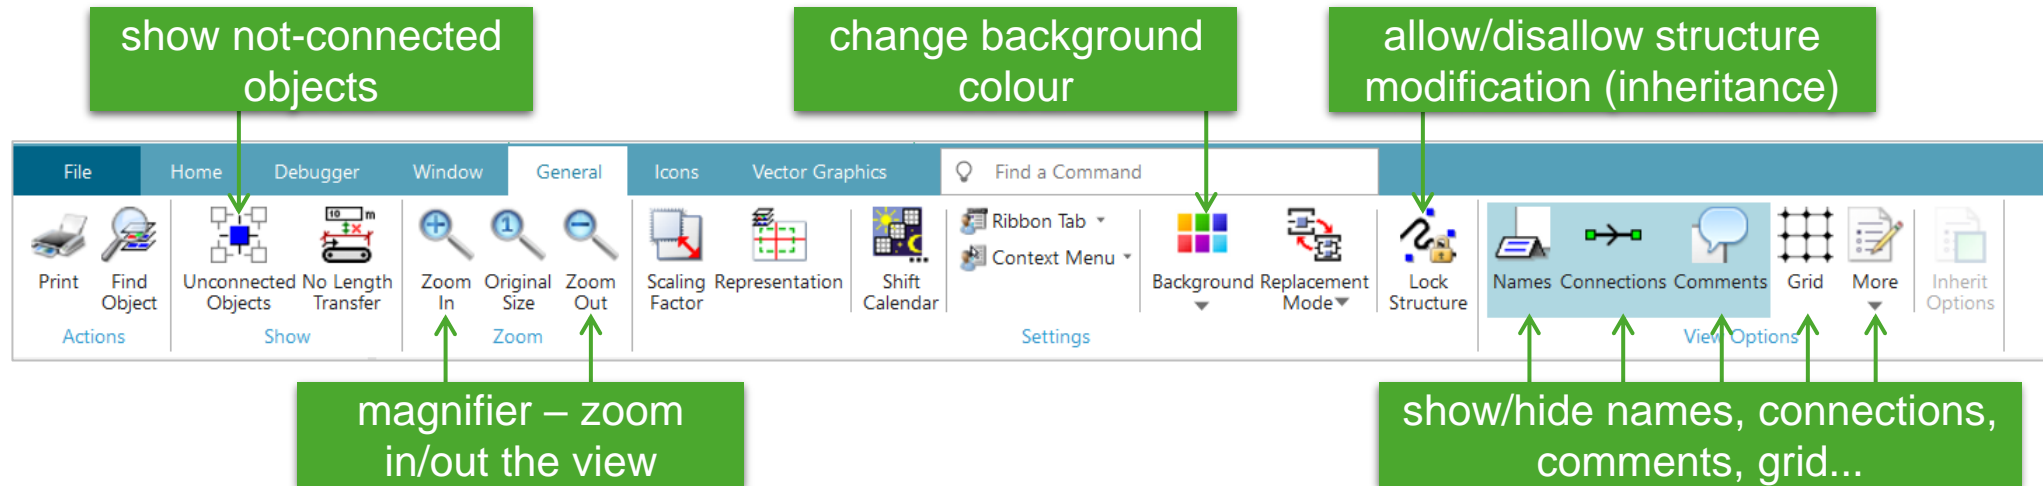 show not-connected
objects
change background
colour
allow/disallow structure
modification (inheritance)
File Home Debugger Window General Icons Vector Graphics Find a Command
10 m
1
Ribbon Tab
Context Menu
Print Find Object Unconnected Objects No Length Transfer Zoom In Original Size Zoom Out Scaling Factor Representation Shift Calendar Background Replacement Mode Lock Structure Names Connections Comments Grid More Inherit Options
Actions Show Zoom Settings View Options
magnifier – zoom
in/out the view
show/hide names, connections,
comments, grid...